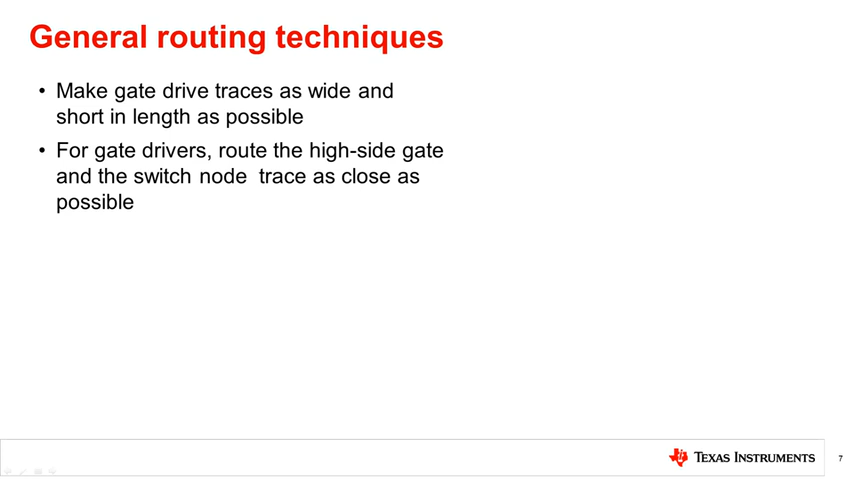 General routing techniques
• Make gate drive traces as wide and
short in length as possible
• For gate drivers, route the high-side gate
and the switch node  trace as close as
possible
TEXAS INSTRUMENTS
7